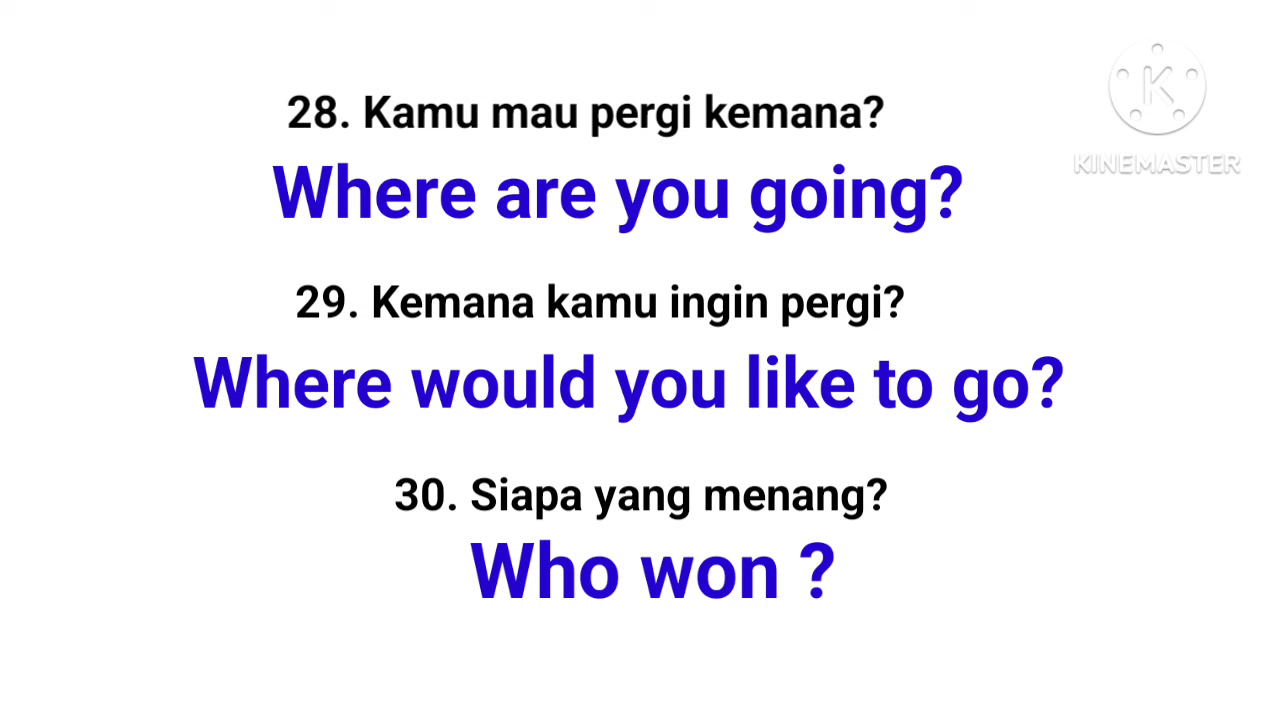 28. Kamu mau pergi kemana?
Where are you going?
29. Kemana kamu ingin pergi?
Where would you like to go?
30. Siapa yang menang?
Who won ?
K
KINEMASTER